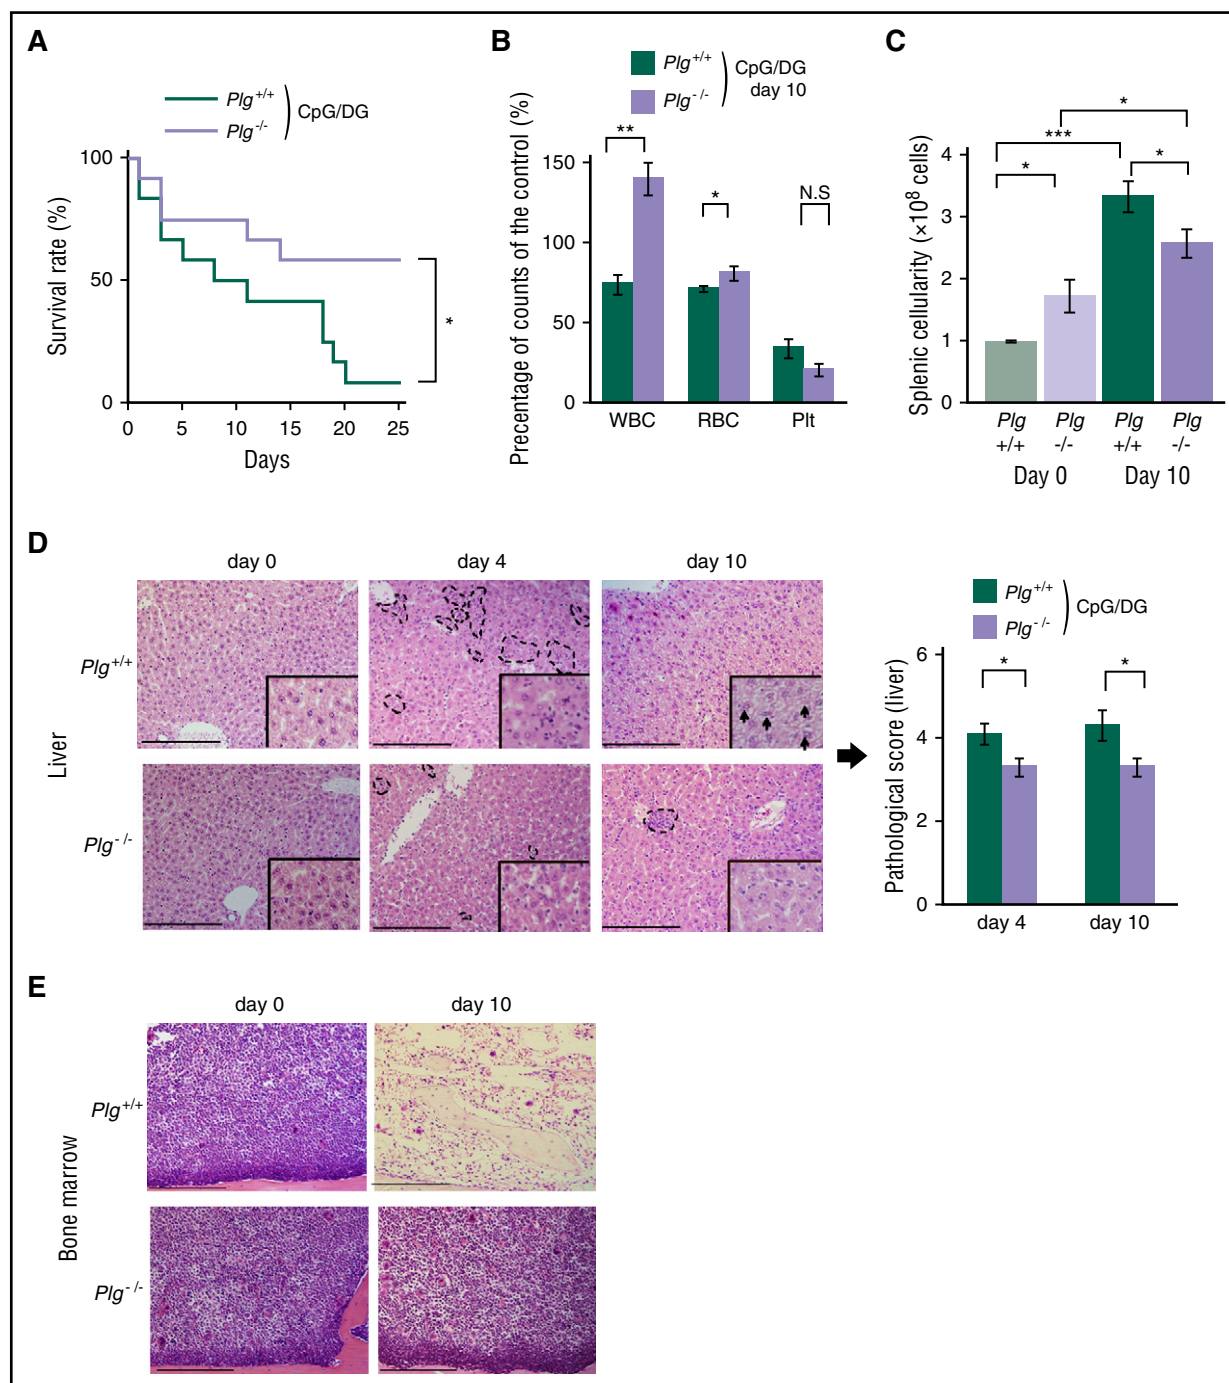 A
Plg+/+
Plg-/-
CpG/DG
Survival rate (%)
100
50
0
0 5 10 15 20 25
Days
*
B
Plg+/+
Plg-/-
CpG/DG
day 10
Precentage of counts of the control (%)
150
100
50
0
**
*
N.S
WBC RBC Plt
C
Splenic cellularity (×10⁸ cells)
4
3
2
1
0
*
***
*
*
Plg Plg Plg Plg
+/+ -/- +/+ -/-
Day 0 Day 10
D
day 0 day 4 day 10
Liver
Plg+/+
Plg-/-
Plg+/+
Plg-/-
CpG/DG
Pathological score (liver)
6
4
2
0
* *
day 4 day 10
E
day 0 day 10
Bone marrow
Plg+/+
Plg-/-